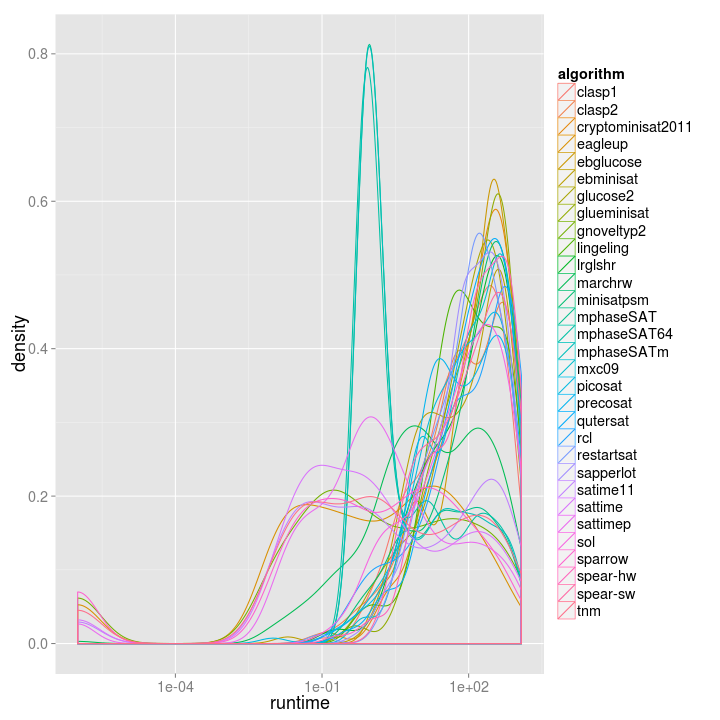 density
0.8
0.6
0.4
0.2
0.0
1e-04
1e-01
1e+02
runtime
algorithm
clasp1
clasp2
cryptominisat2011
eagleup
ebglucose
ebminisat
glucose2
glueminisat
gnoveltyp2
lingeling
lrglshr
marchrw
minisatpsm
mphaseSAT
mphaseSAT64
mphaseSATm
mxc09
picosat
precosat
qutersat
rcl
restartsat
sapperlot
satime11
sattime
sattimep
sol
sparrow
spear-hw
spear-sw
tnm